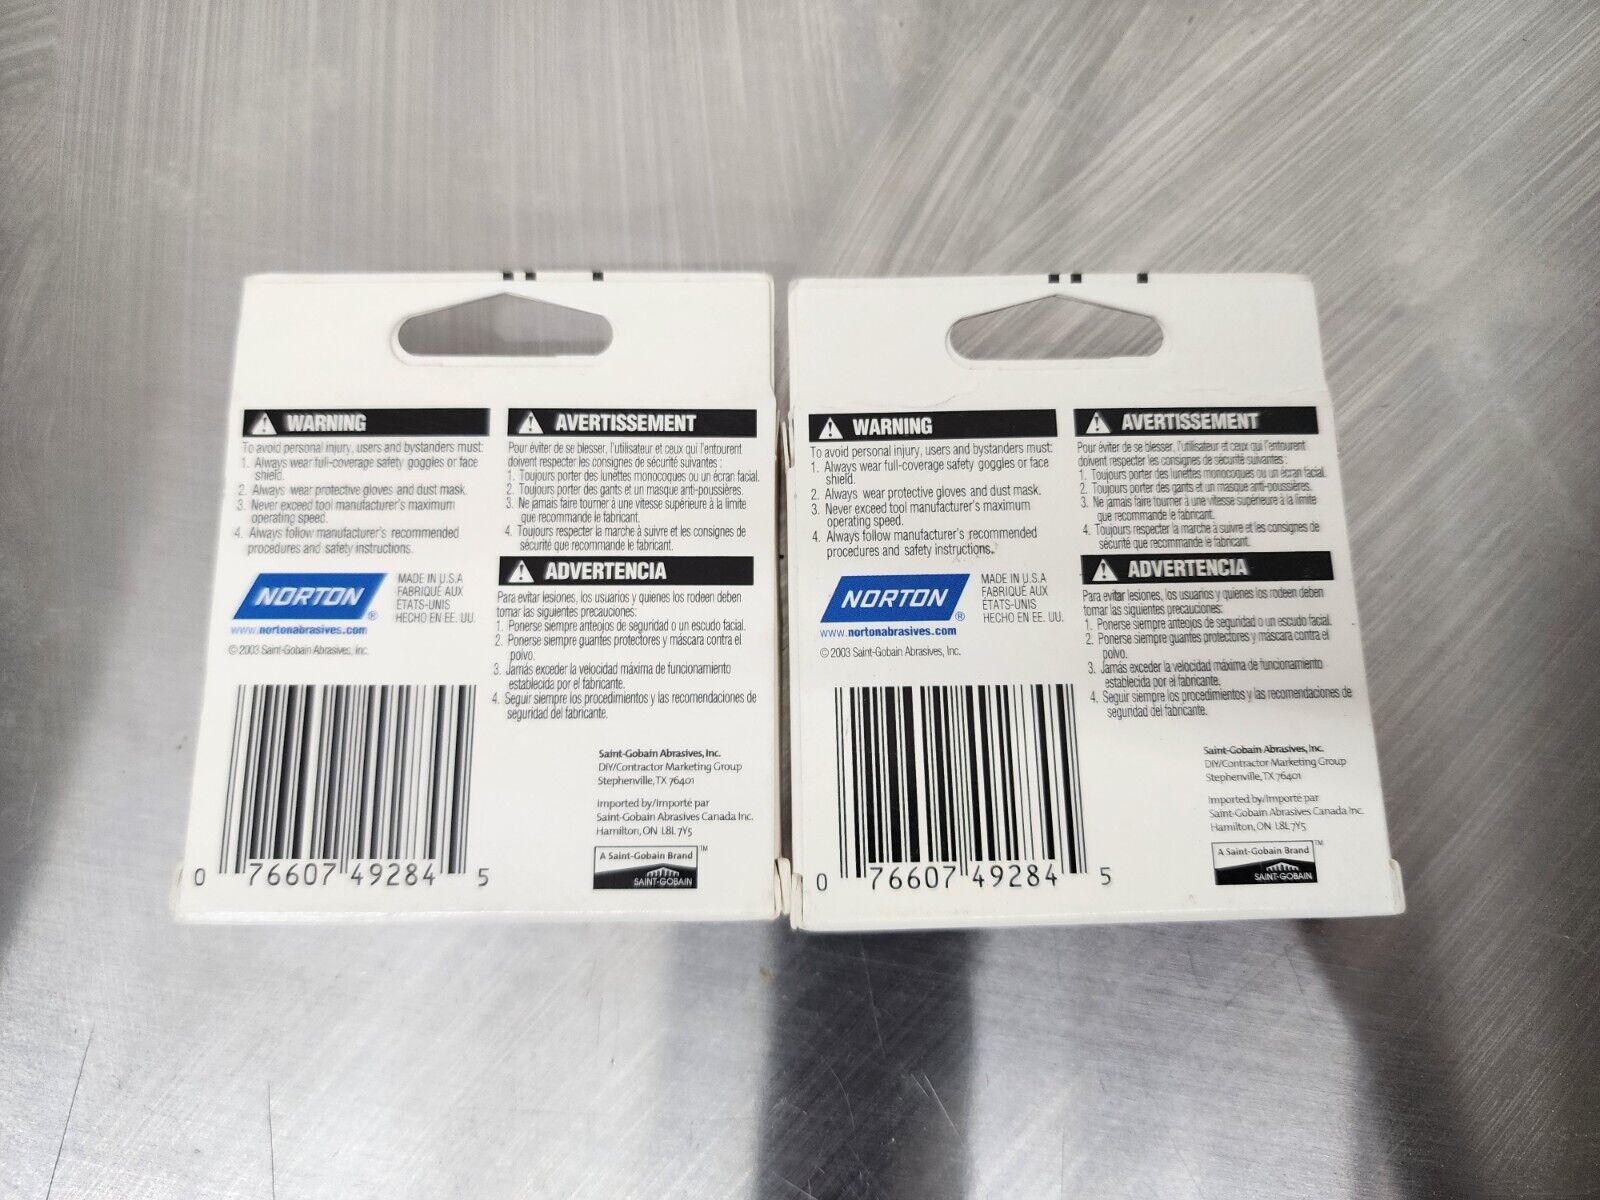 WARNING
To avoid personal injury, users and bystanders must:
1. Always wear full-coverage safety goggles or face
shield.
2. Always wear protective gloves and dust mask.
3. Never exceed tool manufacturer's maximum
operating speed.
4. Always follow manufacturer's recommended
procedures and safety instructions.
NORTON®
www.nortonabrasives.com
© 2003 Saint-Gobain Abrasives, Inc.
MADE IN U.S.A
FABRIQUÉ AUX
ÉTATS-UNIS
HECHO EN EE. UU.
0 76607 49284 5
AVERTISSEMENT
Pour éviter de se blesser, l'utilisateur et ceux qui l'entourent
doivent respecter les consignes de sécurité suivantes :
1. Toujours porter des lunettes monocoques ou un écran facial.
2. Toujours porter des gants et un masque anti-poussières.
3. Ne jamais faire tourner à une vitesse supérieure à la limite
que recommande le fabricant.
4. Toujours respecter la marche à suivre et les consignes de
sécurité que recommande le fabricant.
ADVERTENCIA
Para evitar lesiones, los usuarios y quienes los rodeen deben
tomar las siguientes precauciones:
1. Ponerse siempre anteojos de seguridad o un escudo facial.
2. Ponerse siempre guantes protectores y máscara contra el
polvo.
3. Jamás exceder la velocidad máxima de funcionamiento
establecida por el fabricante.
4. Seguir siempre los procedimientos y las recomendaciones de
seguridad del fabricante.
Saint-Gobain Abrasives, Inc.
DIY/Contractor Marketing Group
Stephenville, TX 76401
Imported by/Importé par
Saint-Gobain Abrasives Canada Inc.
Hamilton, ON L8L 7Y5
A Saint-Gobain Brand ™
SAINT-GOBAIN
WARNING
To avoid personal injury, users and bystanders must:
1. Always wear full-coverage safety goggles or face
shield.
2. Always wear protective gloves and dust mask.
3. Never exceed tool manufacturer's maximum
operating speed.
4. Always follow manufacturer's recommended
procedures and safety instructions.
NORTON®
www.nortonabrasives.com
© 2003 Saint-Gobain Abrasives, Inc.
MADE IN U.S.A
FABRIQUÉ AUX
ÉTATS-UNIS
HECHO EN EE. UU.
0 76607 49284 5
AVERTISSEMENT
Pour éviter de se blesser, l'utilisateur et ceux qui l'entourent
doivent respecter les consignes de sécurité suivantes :
1. Toujours porter des lunettes monocoques ou un écran facial.
2. Toujours porter des gants et un masque anti-poussières.
3. Ne jamais faire tourner à une vitesse supérieure à la limite
que recommande le fabricant.
4. Toujours respecter la marche à suivre et les consignes de
sécurité que recommande le fabricant.
ADVERTENCIA
Para evitar lesiones, los usuarios y quienes los rodeen deben
tomar las siguientes precauciones:
1. Ponerse siempre anteojos de seguridad o un escudo facial.
2. Ponerse siempre guantes protectores y máscara contra el
polvo.
3. Jamás exceder la velocidad máxima de funcionamiento
establecida por el fabricante.
4. Seguir siempre los procedimientos y las recomendaciones de
seguridad del fabricante.
Saint-Gobain Abrasives, Inc.
DIY/Contractor Marketing Group
Stephenville, TX 76401
Imported by/Importé par
Saint-Gobain Abrasives Canada Inc.
Hamilton, ON L8L 7Y5
A Saint-Gobain Brand ™
SAINT-GOBAIN